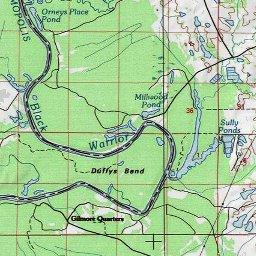 Orneys Place
Pond
Millwood
Pond
Black
Warrior
36
31
Sully
Ponds
Duffys Bend
Gilmore Quarters